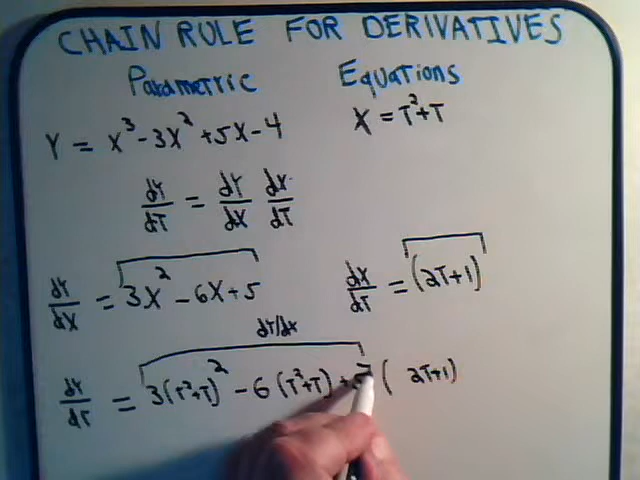 CHAIN RULE FOR DERIVATIVES
Parametric Equations
Y = X³ - 3X² + 5X - 4 X = T² + T
dY/dT = dY/dX dX/dT
dY/dX = 3X² - 6X + 5 dX/dT = (2T+1)
dY/dX
dY/dT = 3(T²+T)² - 6(T²+T) + ( 2T+1)